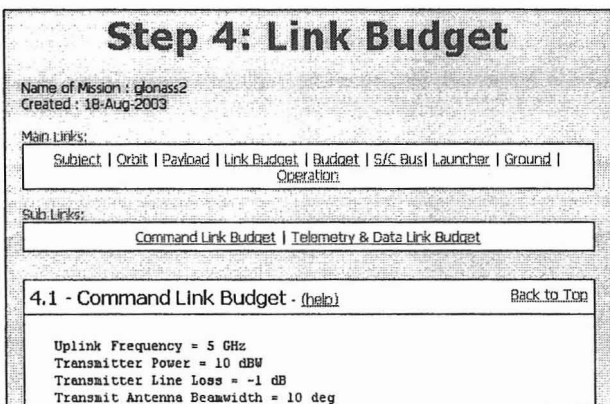 Step 4: Link Budget
Name of Mission : glonass2
Created : 18-Aug-2003
Main Links:
Subject | Orbit | Payload | Link Budget | Budget | S/C Bus| Launcher | Ground |
Operation
Sub Links:
Command Link Budget | Telemetry & Data Link Budget
4.1 - Command Link Budget - (help) Back to Top
Uplink Frequency = 5 GHz
Transmitter Power = 10 dBW
Transmitter Line Loss = -1 dB
Transmit Antenna Beamwidth = 10 deg